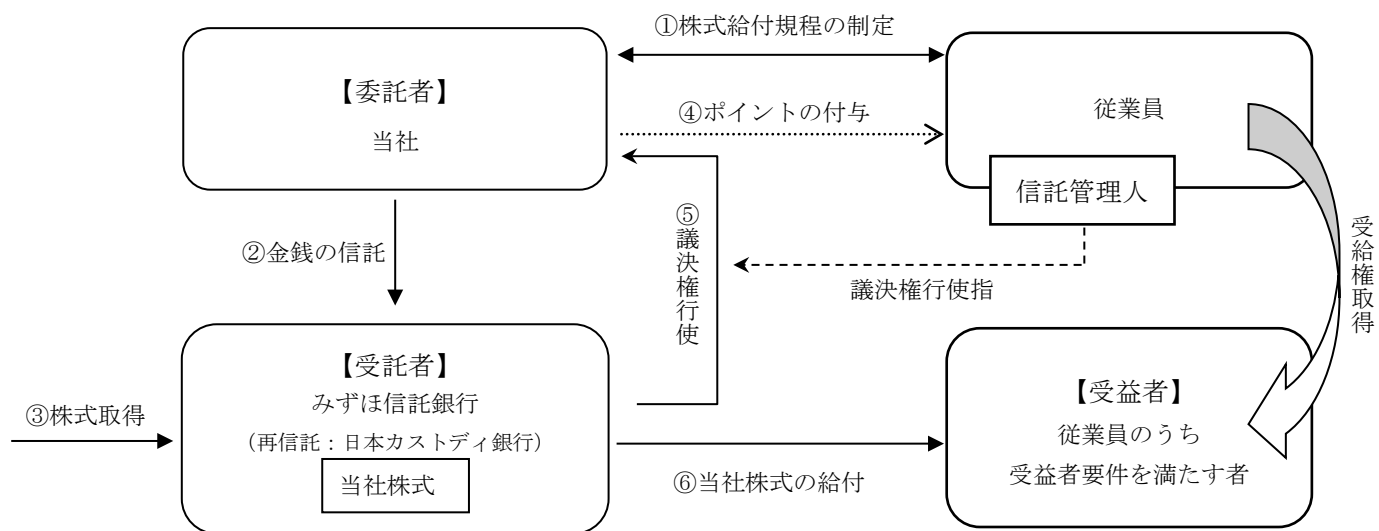 ①株式給付規程の制定
【委託者】
当社
④ポイントの付与
従業員
信託管理人
②金銭の信託
⑤議決権行使
議決権行使指
受給権取得
【受託者】
みずほ信託銀行
（再信託：日本カストディ銀行）
当社株式
③株式取得
⑥当社株式の給付
【受益者】
従業員のうち
受益者要件を満たす者